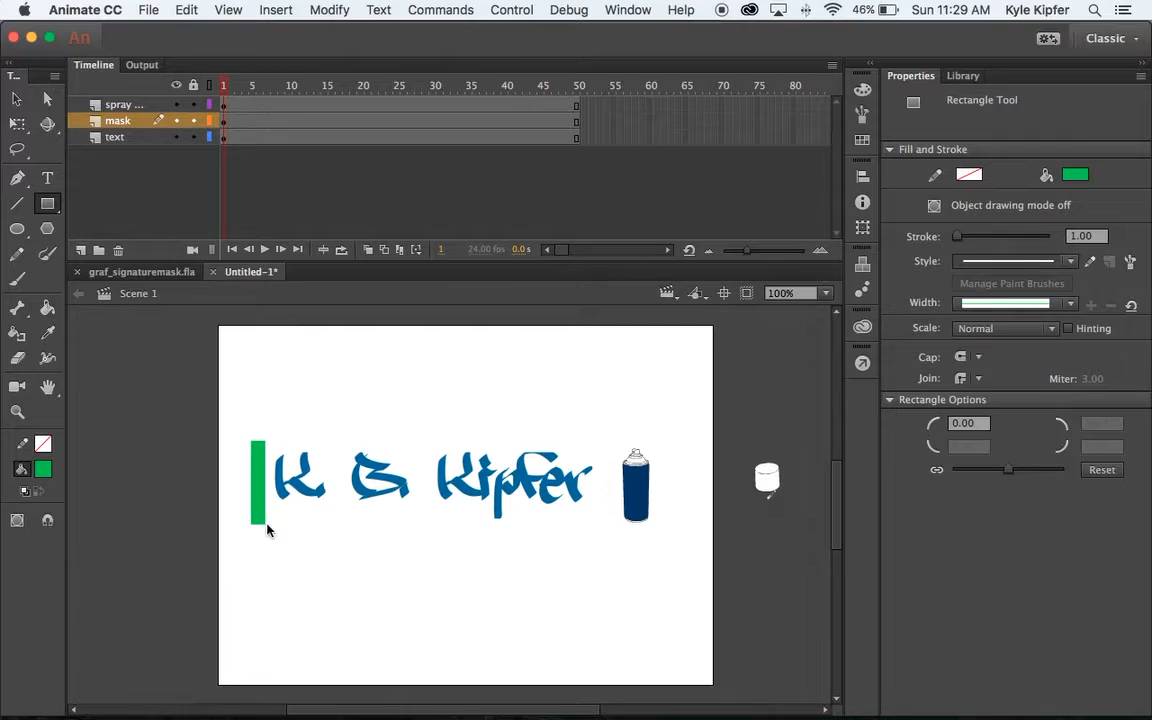 Animate CC File Edit View Insert Modify Text Commands Control Debug Window Help 46% Sun 11:29 AM Kyle Kipfer
An Classic
T... Timeline Output Properties Library
1 5 10 15 20 25 30 35 40 45 50 55 60 65 70 75 80
Rectangle Tool
spray ...
mask
text
Fill and Stroke
Object drawing mode off
Stroke: 1.00
1 24.00 fps 0.0 s
Style:
graf_signaturemask.fla Untitled-1*
Manage Paint Brushes
Scene 1 100%
Width:
Scale: Normal Hinting
Cap:
Join: Miter: 3.00
Rectangle Options
0.00
Reset
K B Kipfer